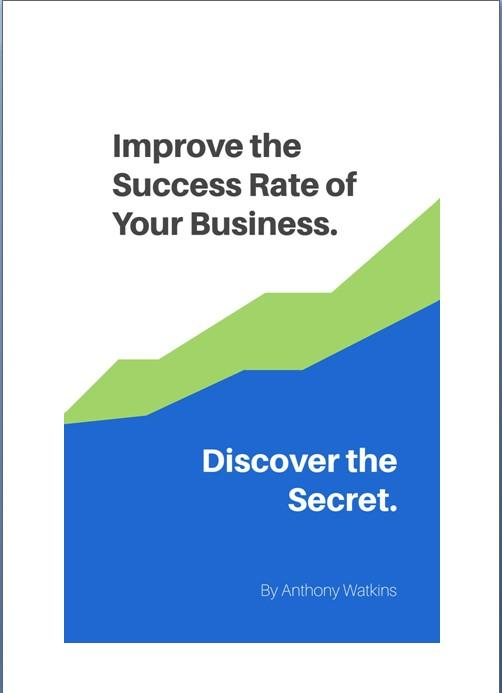 Improve the
Success Rate of
Your Business.
Discover the
Secret.
By Anthony Watkins